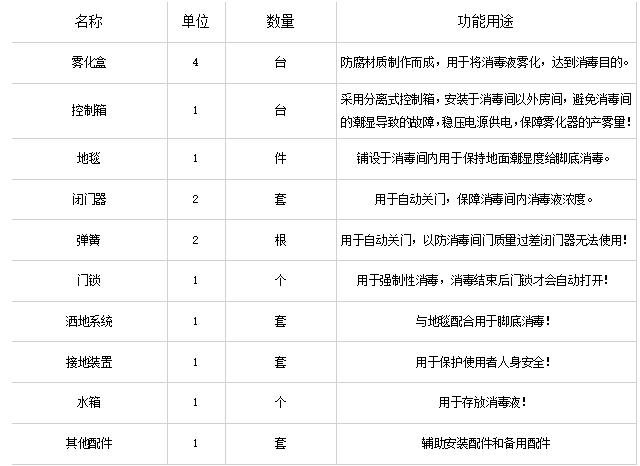 名称 单位 数量 功能用途
雾化盒 4 台 防腐材质制作而成，用于将消毒液雾化，达到消毒目的。
控制箱 1 台 采用分离式控制箱，安装于消毒间以外房间，避免消毒间
的潮显导致的故障，稳压电源供电，保障雾化器的产雾量！
地毯 1 件 铺设于消毒间内用于保持地面潮显度给脚底消毒。
闭门器 2 套 用于自动关门，保障消毒间内消毒液浓度。
弹簧 2 根 用于自动关门，以防消毒间门质量过差闭门器无法使用！
门锁 1 个 用于强制性消毒，消毒结束后门锁才会自动打开！
洒地系统 1 套 与地毯配合用于脚底消毒！
接地装置 1 套 用于保护使用者人身安全！
水箱 1 个 用于存放消毒液！
其他配件 1 套 辅助安装配件和备用配件